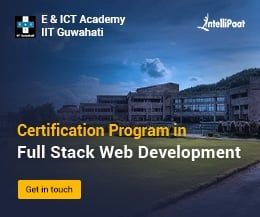 E & ICT Academy
IIT Guwahati
IntelliPaat
Certification Program in
Full Stack Web Development
Get in touch